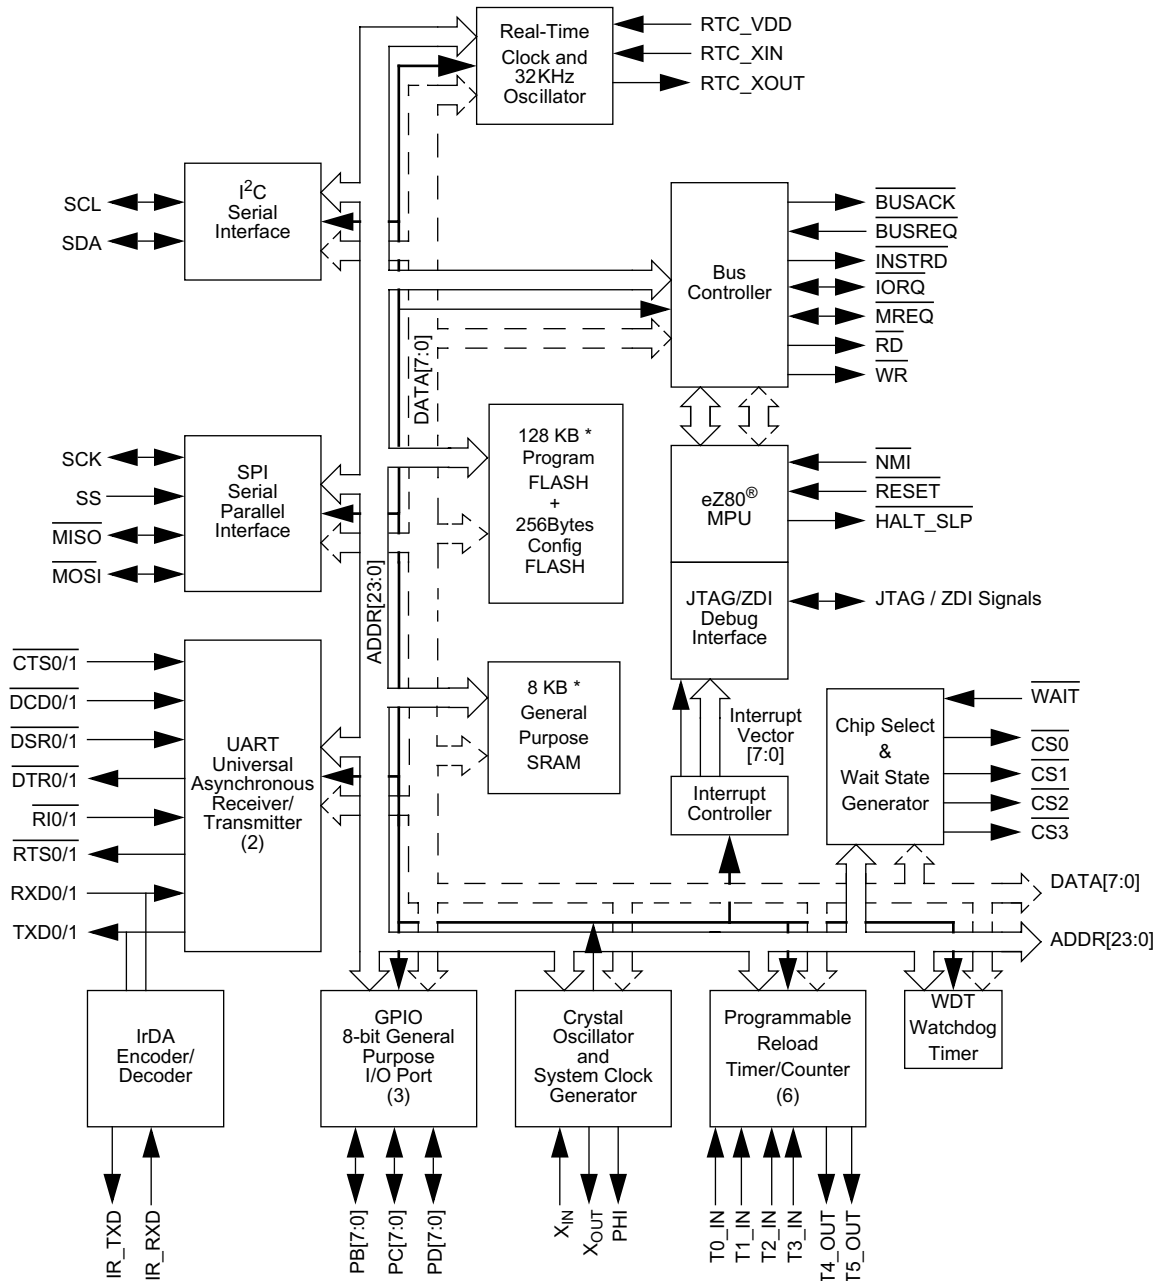 Real-Time
Clock and
32KHz
Oscillator
RTC_VDD
RTC_XIN
RTC_XOUT
I2C
Serial
Interface
SCL
SDA
Bus
Controller
BUSACK
BUSREQ
INSTRD
IORQ
MREQ
RD
WR
DATA[7:0]
ADDR[23:0]
128 KB *
Program
FLASH
+
256Bytes
Config
FLASH
eZ80®
MPU
NMI
RESET
HALT_SLP
SPI
Serial
Parallel
Interface
SCK
SS
MISO
MOSI
JTAG/ZDI
Debug
Interface
JTAG / ZDI Signals
8 KB *
General
Purpose
SRAM
Interrupt
Vector
[7:0]
Interrupt
Controller
Chip Select
&
Wait State
Generator
WAIT
CS0
CS1
CS2
CS3
CTS0/1
DCD0/1
DSR0/1
DTR0/1
RI0/1
RTS0/1
RXD0/1
TXD0/1
UART
Universal
Asynchronous
Receiver/
Transmitter
(2)
DATA[7:0]
ADDR[23:0]
IrDA
Encoder/
Decoder
GPIO
8-bit General
Purpose
I/O Port
(3)
Crystal
Oscillator
and
System Clock
Generator
Programmable
Reload
Timer/Counter
(6)
WDT
Watchdog
Timer
IR_TXD
IR_RXD
PB[7:0]
PC[7:0]
PD[7:0]
XIN
XOUT
PHI
T0_IN
T1_IN
T2_IN
T3_IN
T4_OUT
T5_OUT